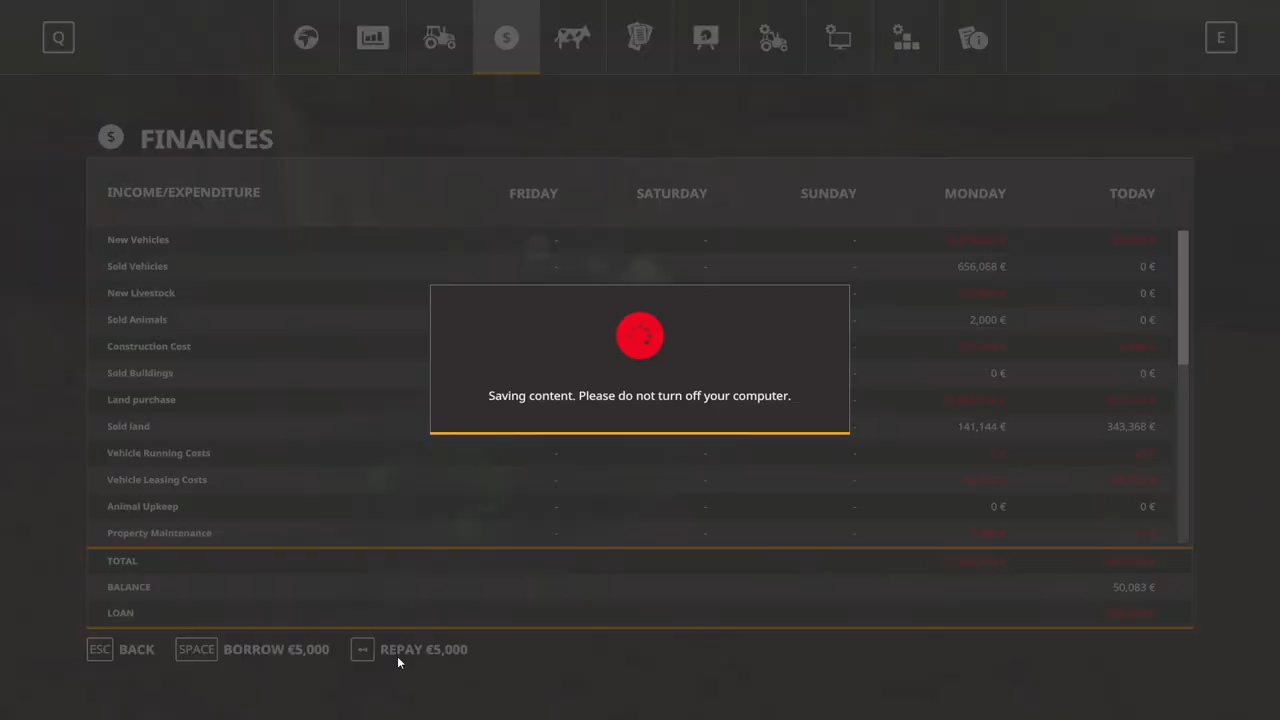 Q
E
FINANCES
INCOME/EXPENDITURE FRIDAY SATURDAY SUNDAY MONDAY TODAY
New Vehicles - - -
Sold Vehicles - - - 656,068 € 0 €
New Livestock - 0 €
Sold Animals - 2,000 € 0 €
Construction Cost -
Sold Buildings - 0 € 0 €
Land purchase -
Sold land - 141,144 € 343,368 €
Vehicle Running Costs - - -
Vehicle Leasing Costs - - -
Animal Upkeep - - - 0 € 0 €
Property Maintenance - - -
TOTAL
BALANCE 50,083 €
LOAN
Saving content. Please do not turn off your computer.
ESC BACK SPACE BORROW €5,000 REPAY €5,000